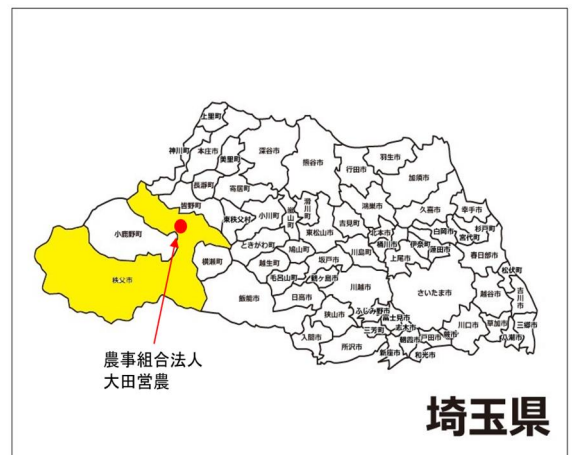 上里町
神川町
本庄市
美里町
深谷市
熊谷市
行田市
羽生市
加須市
長瀞町
寄居町
皆野町
小鹿野町
東秩父村
小川町
嵐山町
滑川町
東松山市
吉見町
鴻巣市
北本市
桶川市
久喜市
幸手市
杉戸町
宮代町
白岡市
蓮田市
伊奈町
上尾市
春日部市
松伏町
秩父市
横瀬町
ときがわ町
鳩山町
越生町
毛呂山町
坂戸市
鶴ヶ島市
川島町
川越市
さいたま市
越谷市
吉川市
飯能市
日高市
狭山市
ふじみ野市
富士見市
三芳町
志木市
入間市
所沢市
新座市
朝霞市
和光市
戸田市
蕨市
川口市
草加市
八潮市
三郷市
農事組合法人
大田営農
埼玉県